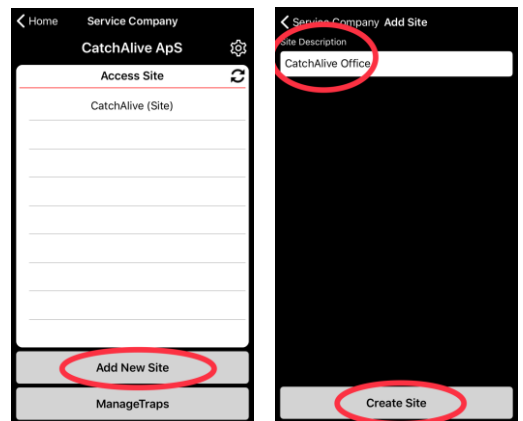 Home Service Company
CatchAlive ApS
Access Site
CatchAlive (Site)
Add New Site
ManageTraps
Service Company Add Site
Site Description
CatchAlive Office
Create Site